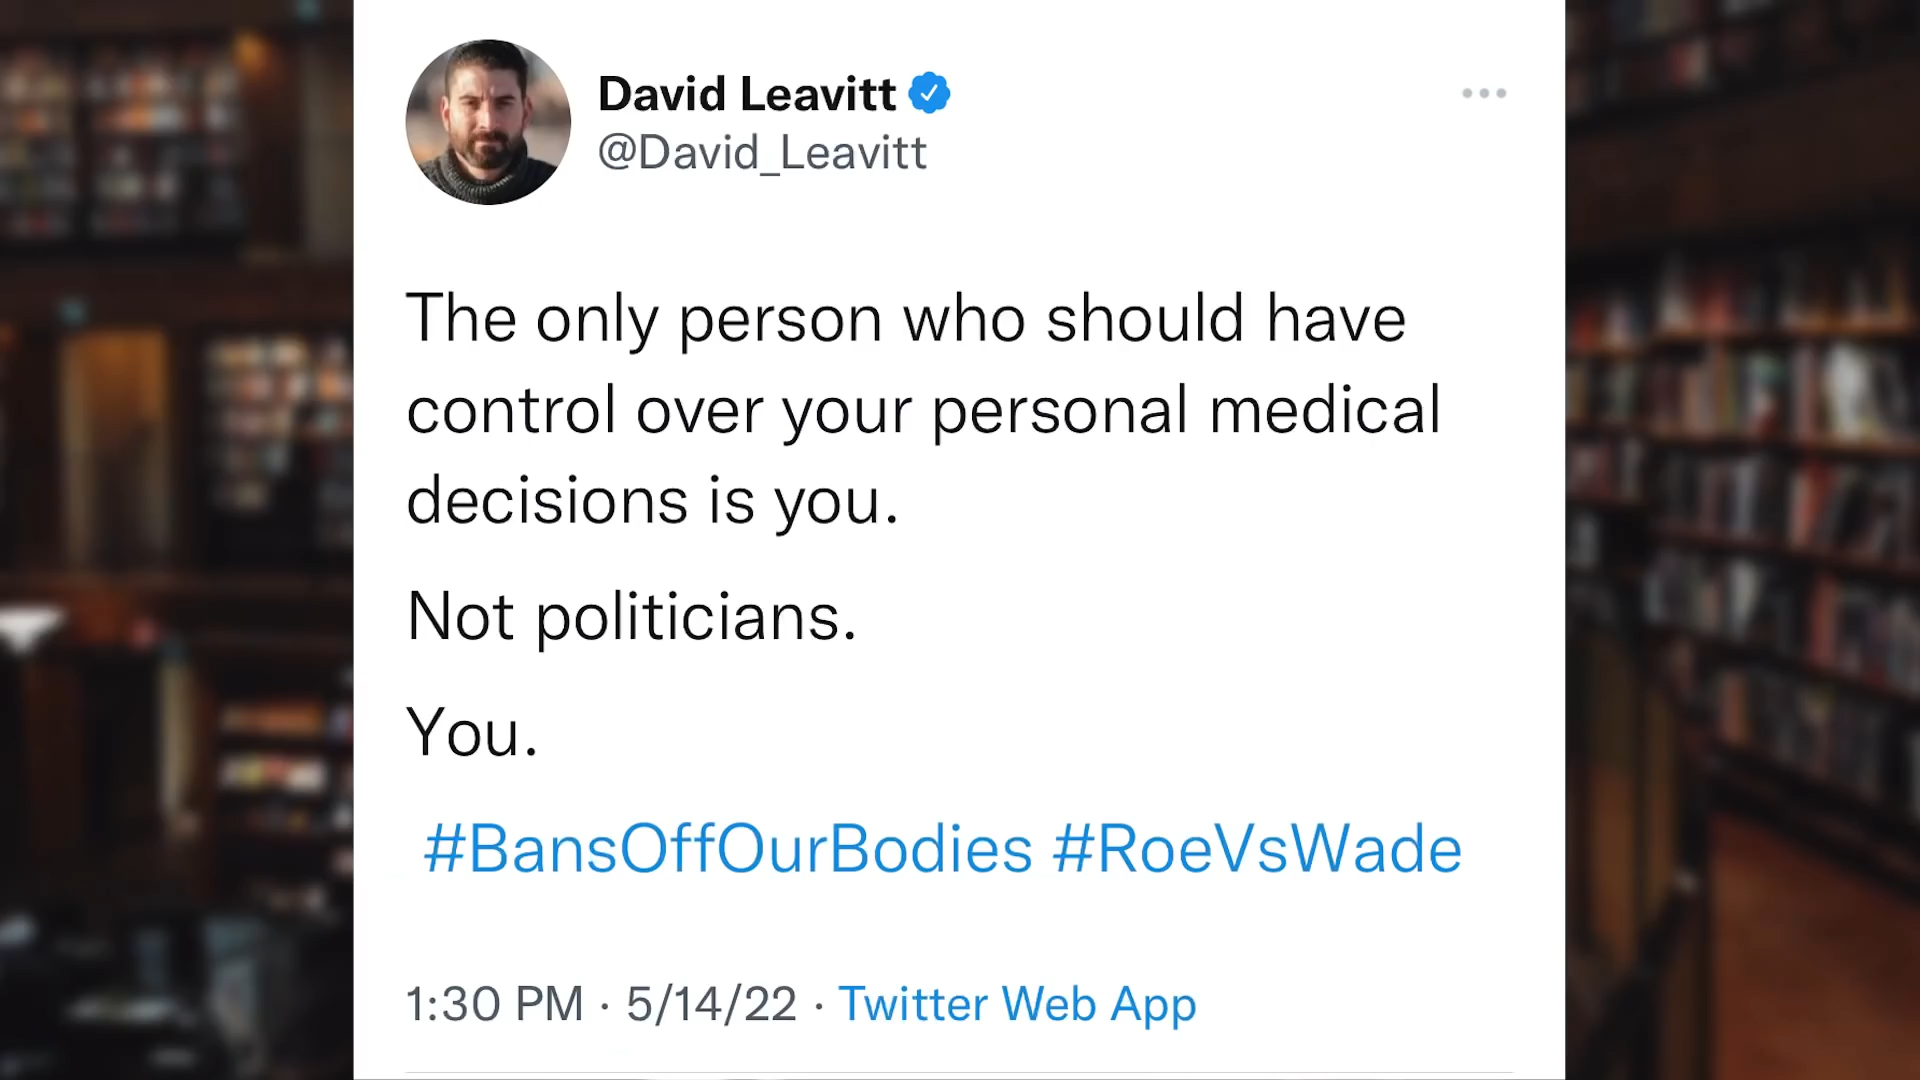 David Leavitt
@David_Leavitt
The only person who should have
control over your personal medical
decisions is you.
Not politicians.
You.
#BansOffOurBodies #RoeVsWade
1:30 PM · 5/14/22 · Twitter Web App